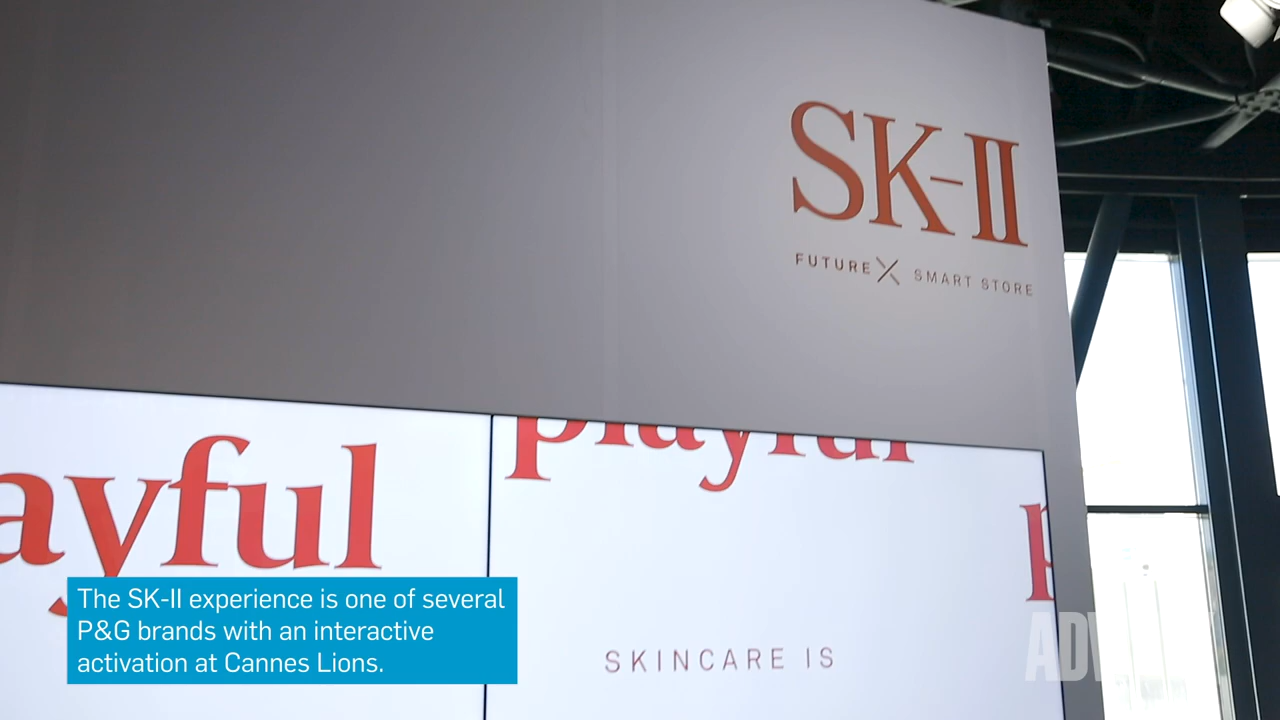 SK-II
FUTURE X SMART STORE
playful
ayful
The SK-II experience is one of several
P&G brands with an interactive
activation at Cannes Lions.
SKINCARE IS